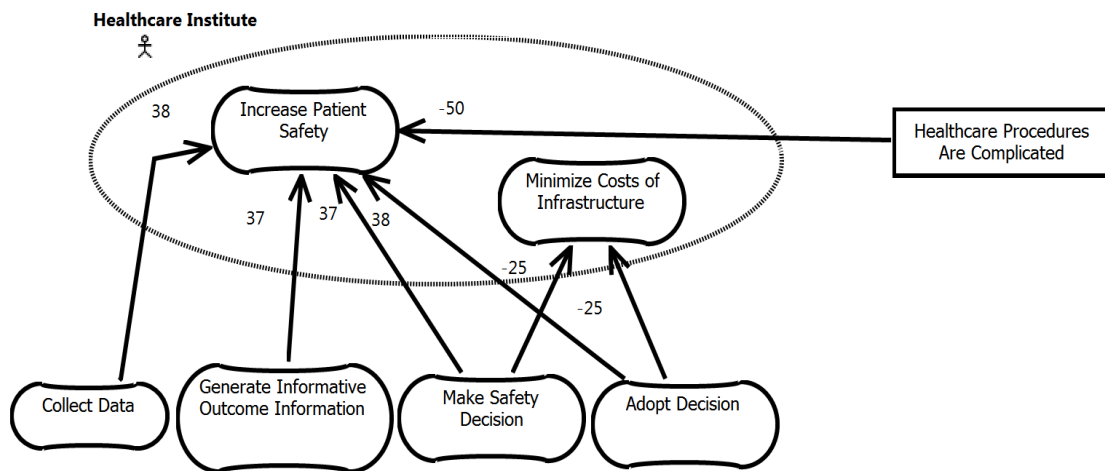 Healthcare Institute
38
Increase Patient
Safety
-50
Healthcare Procedures
Are Complicated
Minimize Costs of
Infrastructure
37
37
38
-25
-25
Collect Data
Generate Informative
Outcome Information
Make Safety
Decision
Adopt Decision